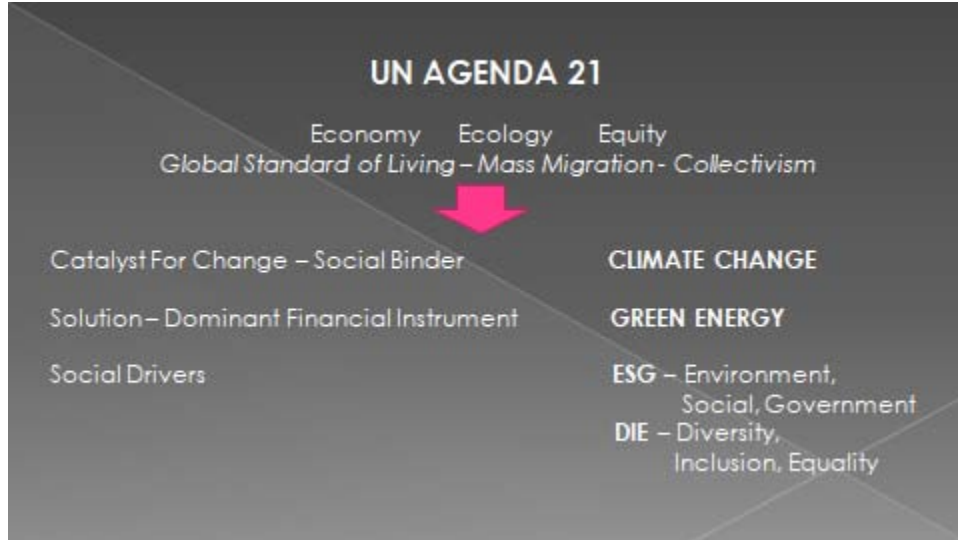 UN AGENDA 21
Economy Ecology Equity
Global Standard of Living – Mass Migration - Collectivism
Catalyst For Change – Social Binder CLIMATE CHANGE
Solution – Dominant Financial Instrument GREEN ENERGY
Social Drivers ESG – Environment,
Social, Government
DIE – Diversity,
Inclusion, Equality